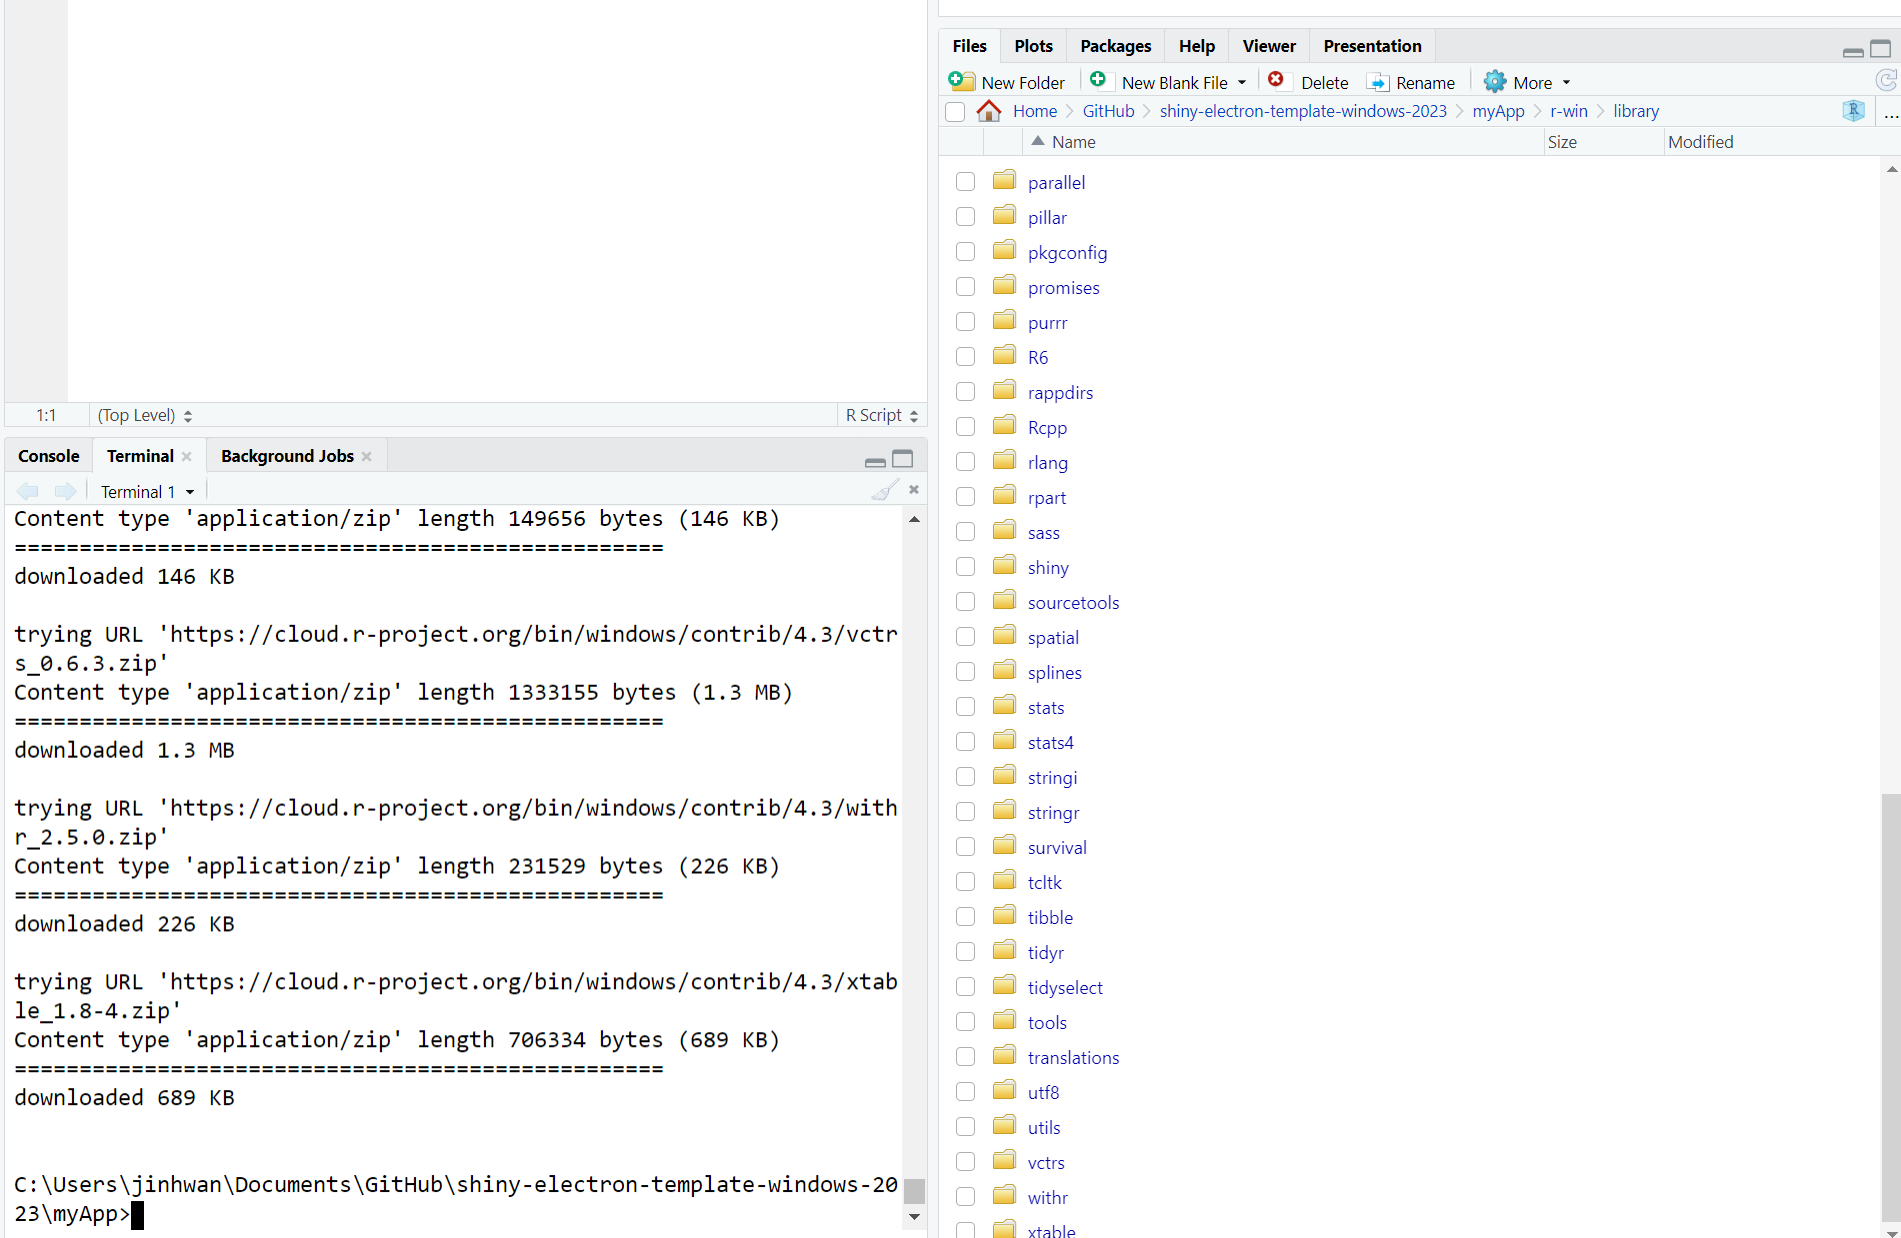 1:1 (Top Level) R Script
Console Terminal Background Jobs
Terminal 1
Content type 'application/zip' length 149656 bytes (146 KB)
==================================================
downloaded 146 KB
trying URL 'https://cloud.r-project.org/bin/windows/contrib/4.3/vctr
s_0.6.3.zip'
Content type 'application/zip' length 1333155 bytes (1.3 MB)
==================================================
downloaded 1.3 MB
trying URL 'https://cloud.r-project.org/bin/windows/contrib/4.3/with
r_2.5.0.zip'
Content type 'application/zip' length 231529 bytes (226 KB)
==================================================
downloaded 226 KB
trying URL 'https://cloud.r-project.org/bin/windows/contrib/4.3/xtab
le_1.8-4.zip'
Content type 'application/zip' length 706334 bytes (689 KB)
==================================================
downloaded 689 KB
C:\Users\jinhwan\Documents\GitHub\shiny-electron-template-windows-20
23\myApp>
Files Plots Packages Help Viewer Presentation
New Folder New Blank File Delete Rename More
Home GitHub shiny-electron-template-windows-2023 myApp r-win library R ...
Name Size Modified
parallel
pillar
pkgconfig
promises
purrr
R6
rappdirs
Rcpp
rlang
rpart
sass
shiny
sourcetools
spatial
splines
stats
stats4
stringi
stringr
survival
tcltk
tibble
tidyr
tidyselect
tools
translations
utf8
utils
vctrs
withr
xtable